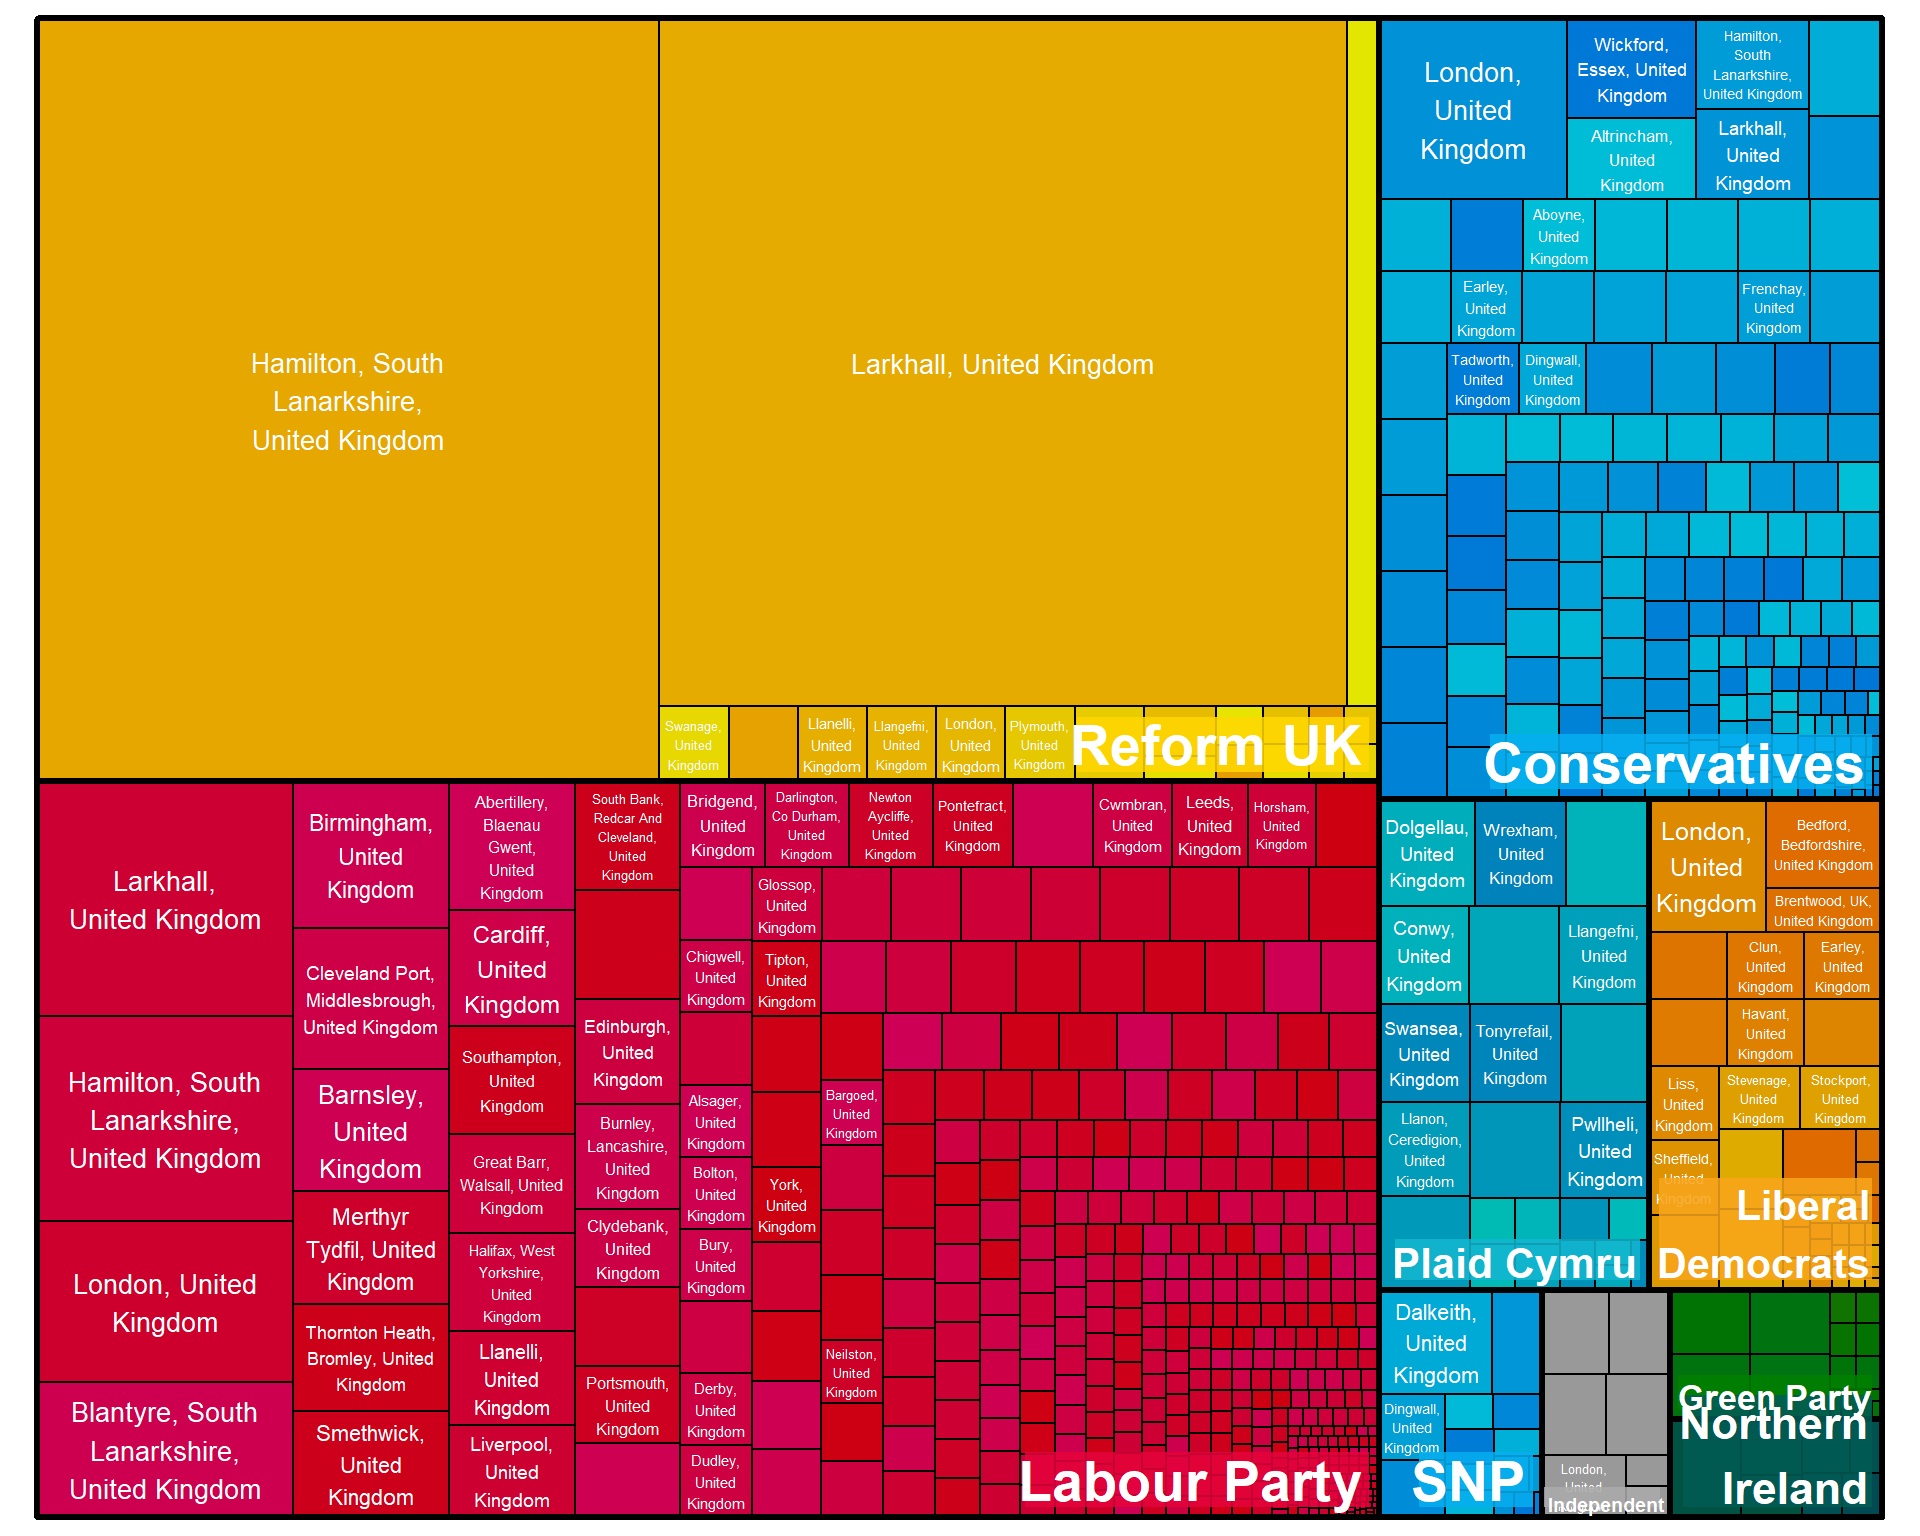 Hamilton, South
Lanarkshire,
United Kingdom
Larkhall, United Kingdom
Swanage,
United
Kingdom
Llanelli,
United
Kingdom
Llangefni,
United
Kingdom
London,
United
Kingdom
Plymouth,
United
Kingdom
Reform UK
London,
United
Kingdom
Wickford,
Essex, United
Kingdom
Altrincham,
United
Kingdom
Hamilton,
South
Lanarkshire,
United Kingdom
Larkhall,
United
Kingdom
Aboyne,
United
Kingdom
Earley,
United
Kingdom
Frenchay,
United
Kingdom
Tadworth,
United
Kingdom
Dingwall,
United
Kingdom
Conservatives
Larkhall,
United Kingdom
Hamilton, South
Lanarkshire,
United Kingdom
London, United
Kingdom
Blantyre, South
Lanarkshire,
United Kingdom
Birmingham,
United
Kingdom
Cleveland Port,
Middlesbrough,
United Kingdom
Barnsley,
United
Kingdom
Merthyr
Tydfil, United
Kingdom
Thornton Heath,
Bromley, United
Kingdom
Smethwick,
United
Kingdom
Abertillery,
Blaenau
Gwent,
United
Kingdom
Cardiff,
United
Kingdom
Southampton,
United
Kingdom
Great Barr,
Walsall, United
Kingdom
Halifax, West
Yorkshire,
United
Kingdom
Llanelli,
United
Kingdom
Liverpool,
United
Kingdom
South Bank,
Redcar And
Cleveland,
United
Kingdom
Edinburgh,
United
Kingdom
Burnley,
Lancashire,
United
Kingdom
Clydebank,
United
Kingdom
Portsmouth,
United
Kingdom
Bridgend,
United
Kingdom
Darlington,
Co Durham,
United
Kingdom
Newton
Aycliffe,
United
Kingdom
Pontefract,
United
Kingdom
Cwmbran,
United
Kingdom
Leeds,
United
Kingdom
Horsham,
United
Kingdom
Glossop,
United
Kingdom
Chigwell,
United
Kingdom
Tipton,
United
Kingdom
Alsager,
United
Kingdom
Bolton,
United
Kingdom
Bury,
United
Kingdom
Derby,
United
Kingdom
Dudley,
United
Kingdom
York,
United
Kingdom
Bargoed,
United
Kingdom
Neilston,
United
Kingdom
Labour Party
Dolgellau,
United
Kingdom
Wrexham,
United
Kingdom
Conwy,
United
Kingdom
Llangefni,
United
Kingdom
Swansea,
United
Kingdom
Tonyrefail,
United
Kingdom
Llanon,
Ceredigion,
United
Kingdom
Pwllheli,
United
Kingdom
Plaid Cymru
London,
United
Kingdom
Bedford,
Bedfordshire,
United Kingdom
Brentwood, UK,
United Kingdom
Clun,
United
Kingdom
Earley,
United
Kingdom
Havant,
United
Kingdom
Liss,
United
Kingdom
Stevenage,
United
Kingdom
Stockport,
United
Kingdom
Sheffield,
United
Kingdom
Liberal
Democrats
Dalkeith,
United
Kingdom
Dingwall,
United
Kingdom
SNP
London,
United
Independent
Green Party
Northern
Ireland